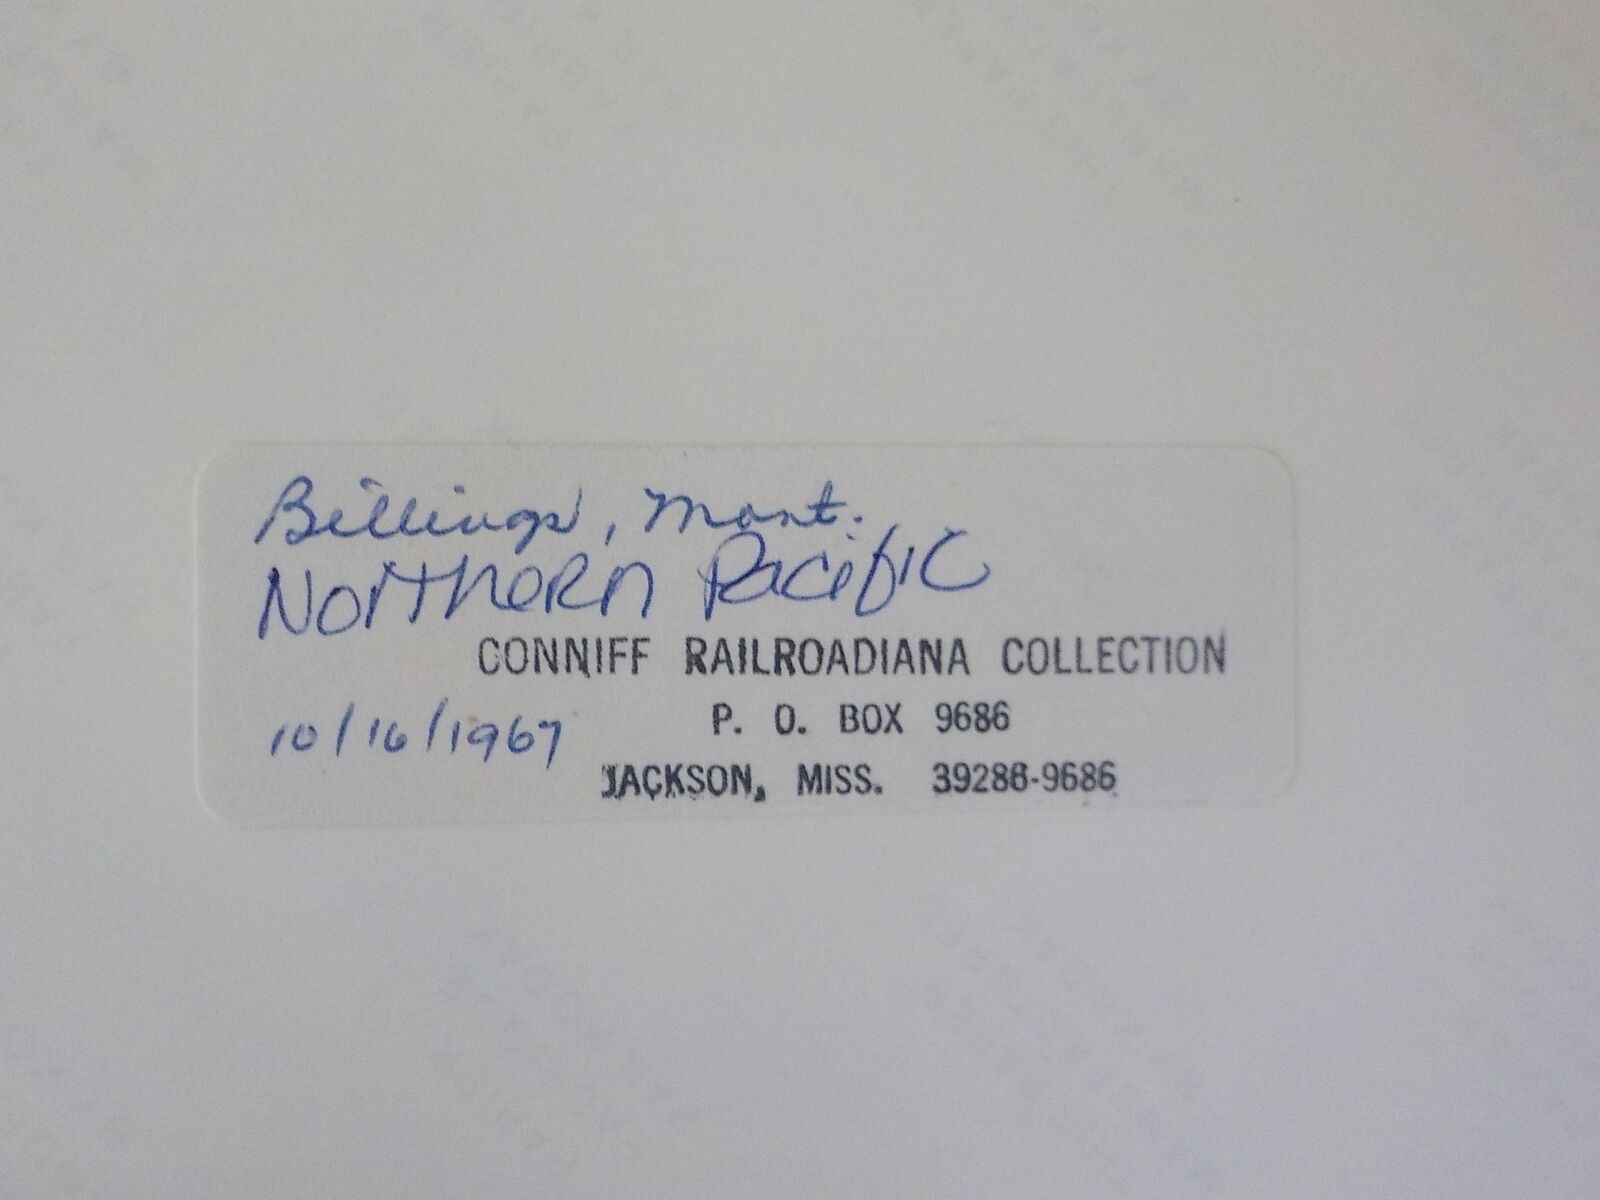 Billings, Mont.
Northern Pacific
CONNIFF RAILROADIANA COLLECTION
10/16/1967
P. O. BOX 9686
JACKSON, MISS. 39286-9686